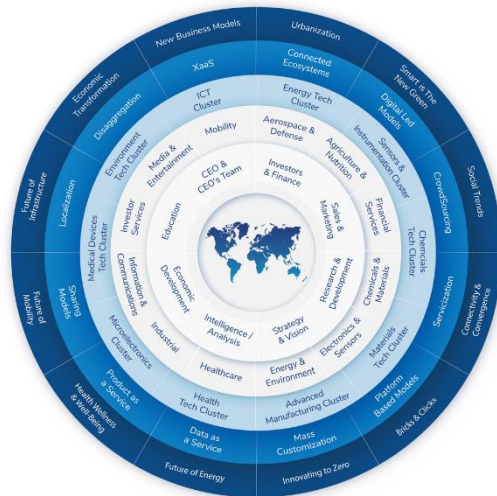 New Business Models
Urbanization
Smart is The
New Green
Social Trends
Connectivity &
Convergence
Bricks & Clicks
Innovating to Zero
Future of Energy
Health Wellness
& Well-Being
Future of
Mobility
Future of
Infrastructure
Economic
Transformation
XaaS
Connected
Ecosystems
Digital Led
Models
CrowdSourcing
Servicization
Platform
Based Models
Mass
Customization
Data as
a Service
Product as
a Service
Sharing
Models
Localization
Disaggregation
ICT
Cluster
Energy Tech
Cluster
Sensors &
Instrumentation Cluster
Chemcials
Tech Cluster
Materials
Tech Cluster
Advanced
Manufacturing Cluster
Health
Tech Cluster
Microelectronics
Cluster
Medical Devices
Tech Cluster
Environment
Tech Cluster
Mobility
Aerospace &
Defense
Agriculture &
Nutrition
Financial
Services
Chemicals
& Materials
Electronics &
Sensors
Energy &
Environment
Healthcare
Industrial
Information &
Communications
Investor
Services
Media &
Entertainment
CEO &
CEO's Team
Investors
& Finance
Sales &
Marketing
Research &
Development
Strategy
& Vision
Intelligence /
Analysis
Economic
Development
Education